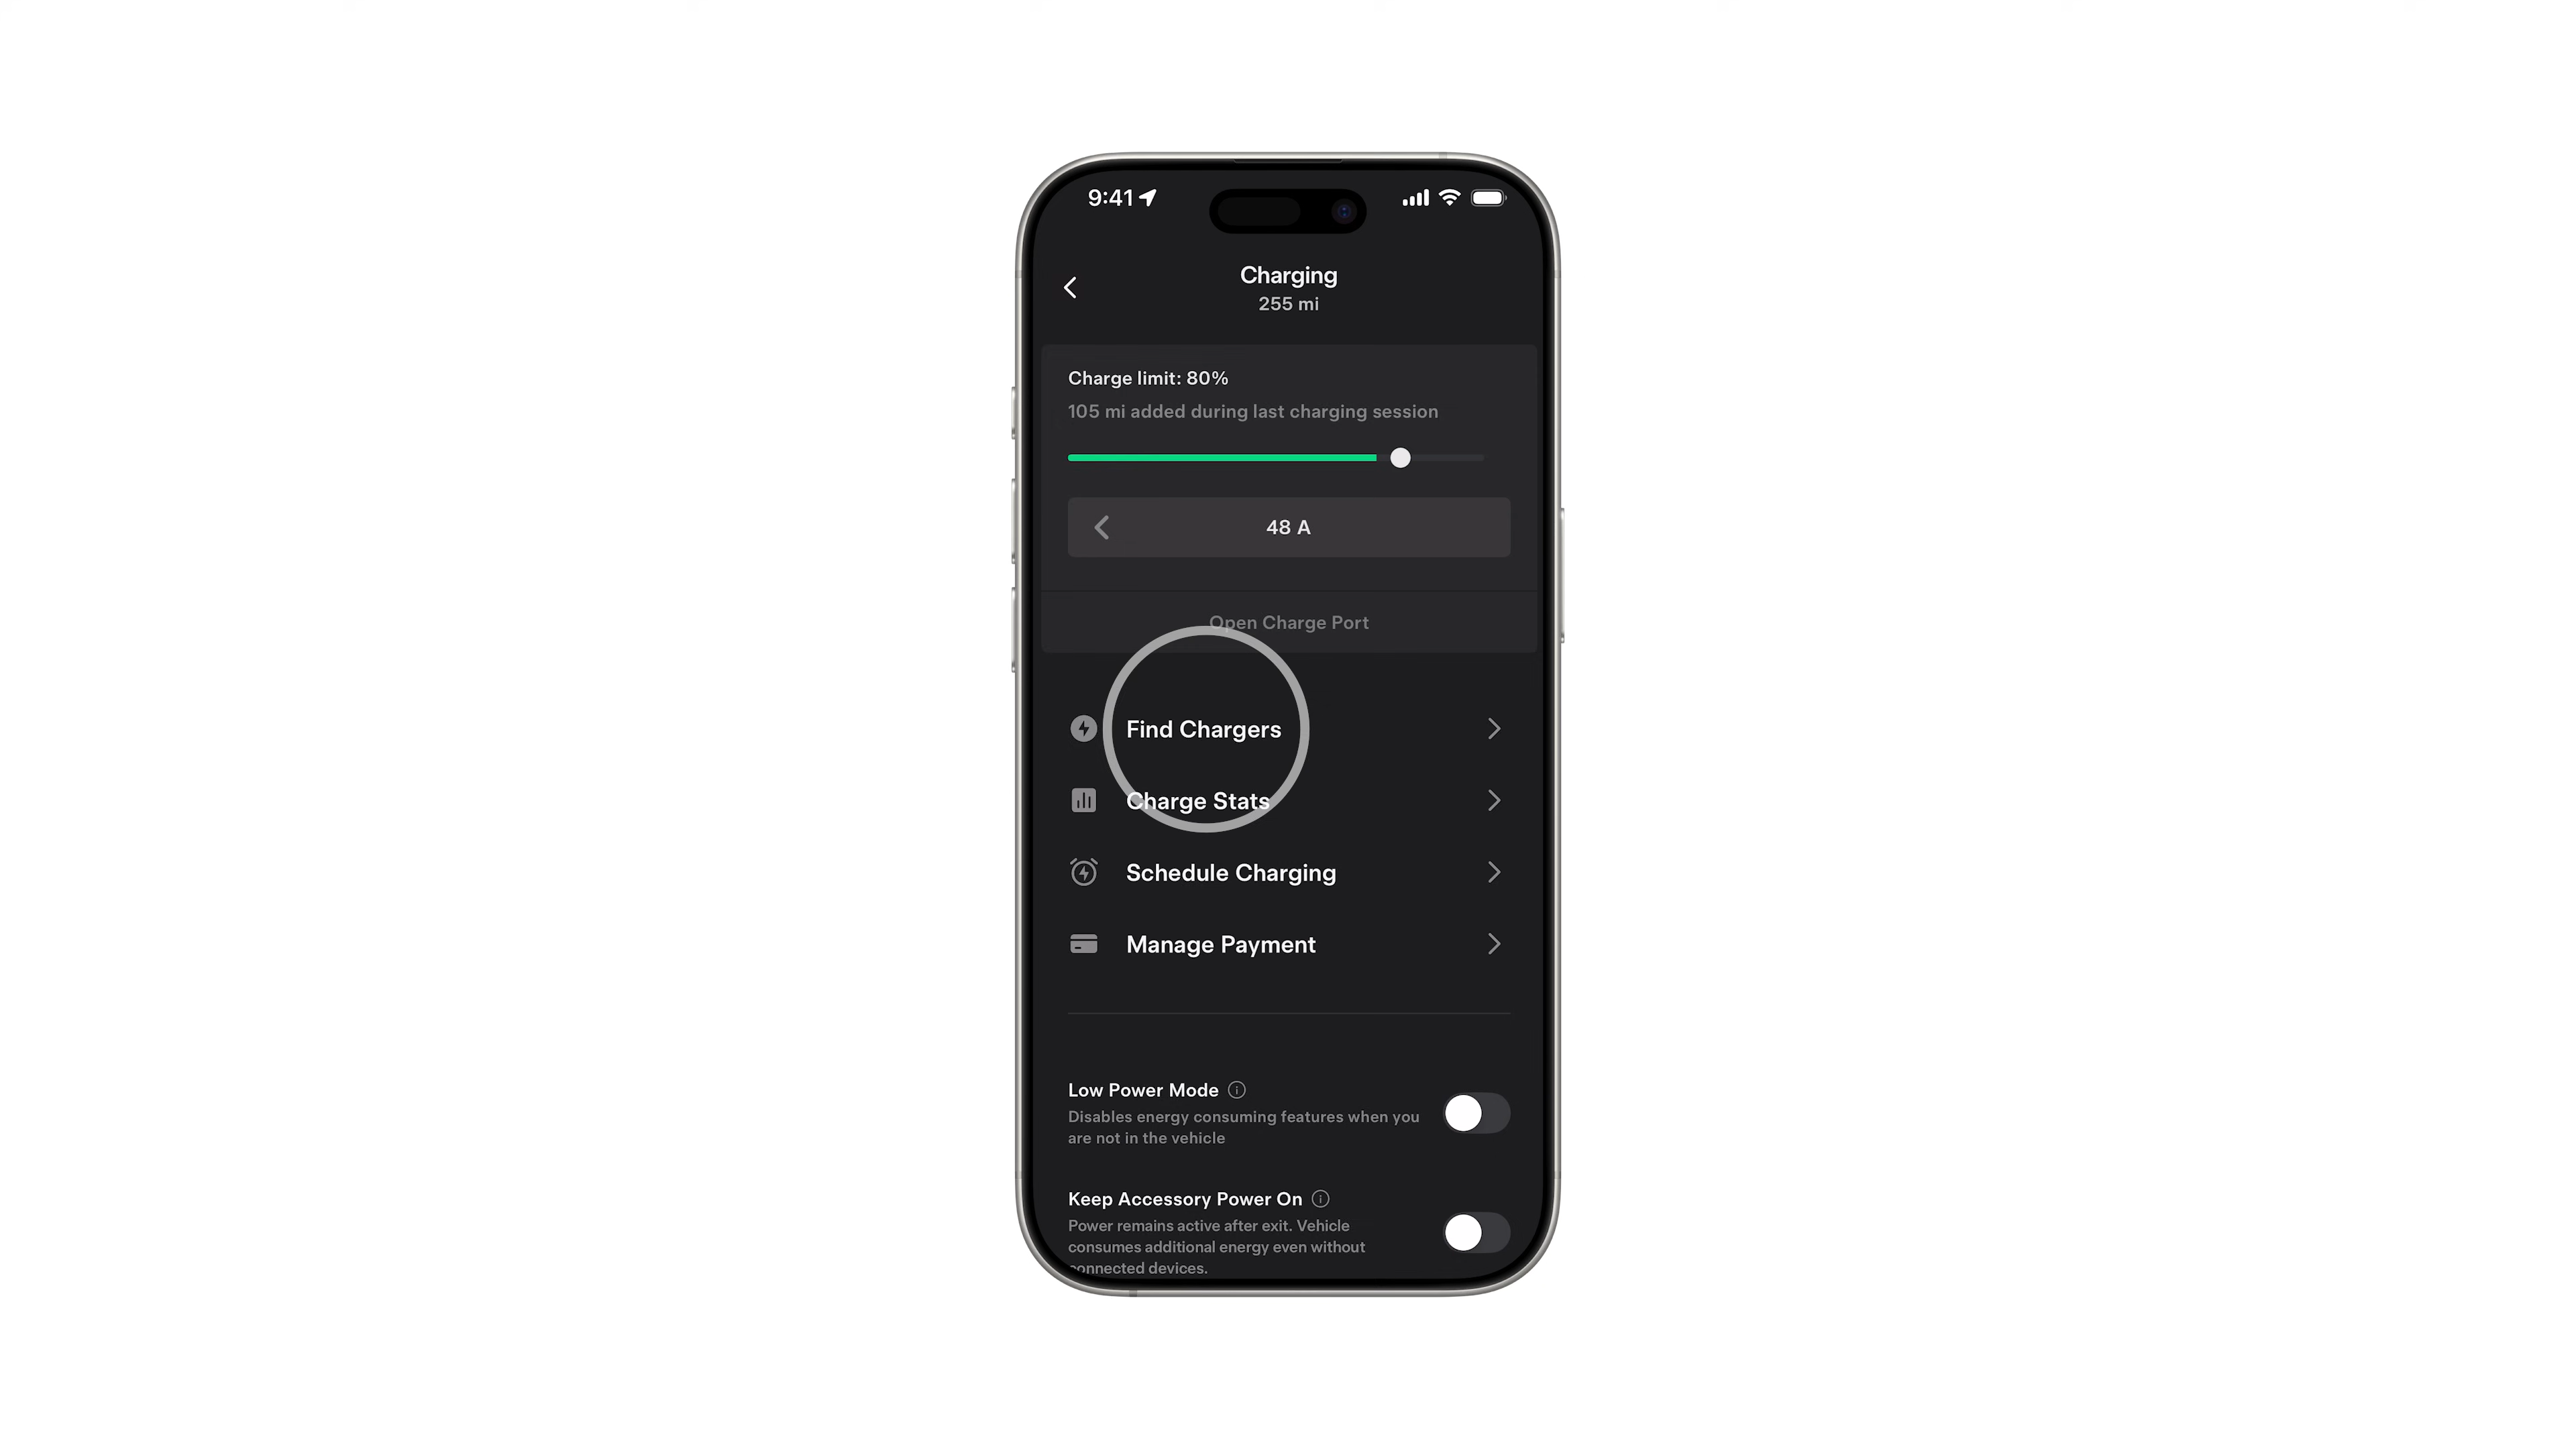 9:41
Charging
255 mi
Charge limit: 80%
105 mi added during last charging session
48 A
Open Charge Port
Find Chargers
Charge Stats
Schedule Charging
Manage Payment
Low Power Mode
Disables energy consuming features when you
are not in the vehicle
Keep Accessory Power On
Power remains active after exit. Vehicle
consumes additional energy even without
connected devices.